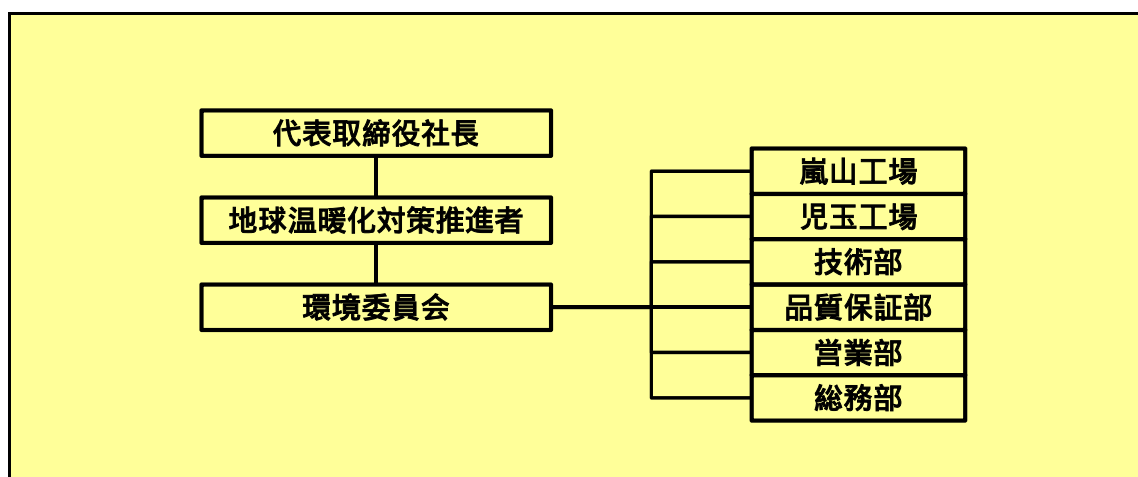 代表取締役社長
地球温暖化対策推進者
環境委員会
嵐山工場
児玉工場
技術部
品質保証部
営業部
総務部